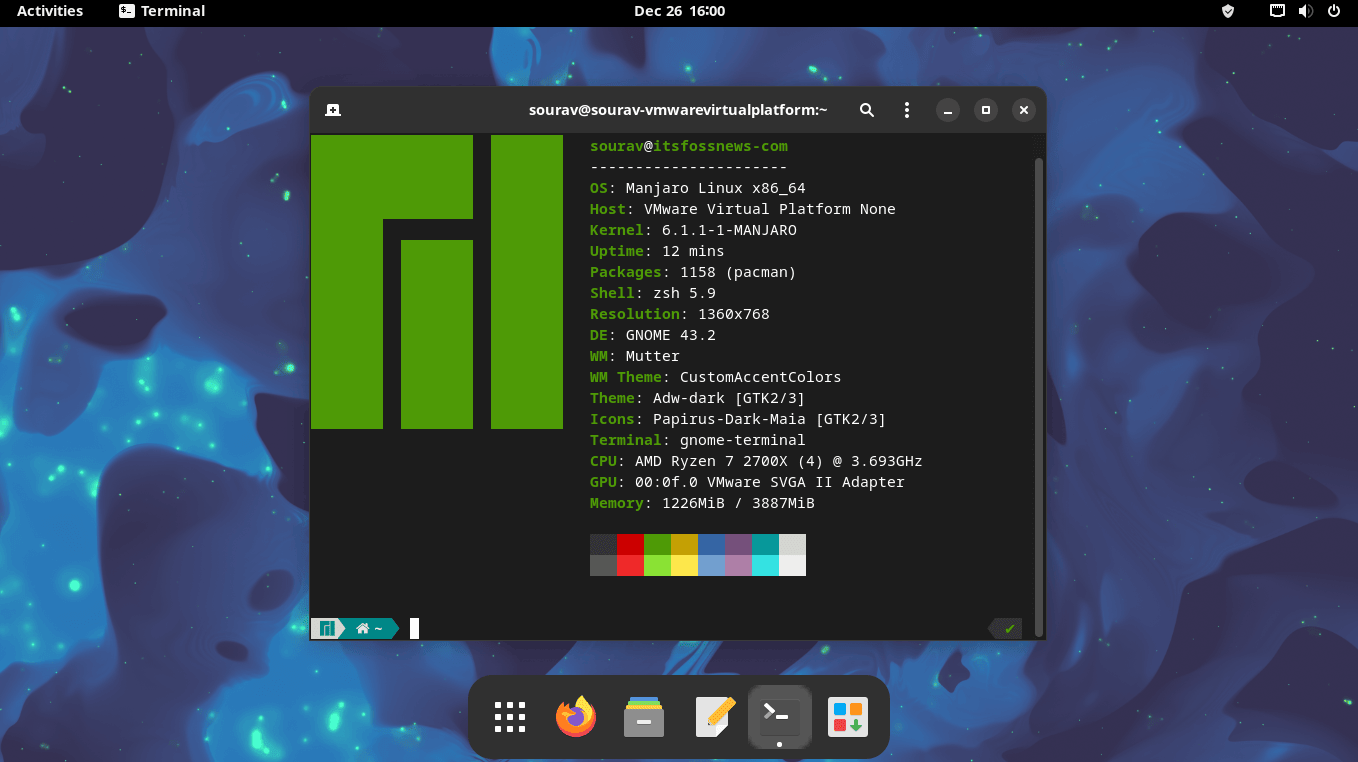 Activities Terminal Dec 26 16:00
sourav@sourav-vmwarevirtualplatform:~
sourav@itsfossnews-com
----------------------
OS: Manjaro Linux x86_64
Host: VMware Virtual Platform None
Kernel: 6.1.1-1-MANJARO
Uptime: 12 mins
Packages: 1158 (pacman)
Shell: zsh 5.9
Resolution: 1360x768
DE: GNOME 43.2
WM: Mutter
WM Theme: CustomAccentColors
Theme: Adw-dark [GTK2/3]
Icons: Papirus-Dark-Maia [GTK2/3]
Terminal: gnome-terminal
CPU: AMD Ryzen 7 2700X (4) @ 3.693GHz
GPU: 00:0f.0 VMware SVGA II Adapter
Memory: 1226MiB / 3887MiB
~ ✔